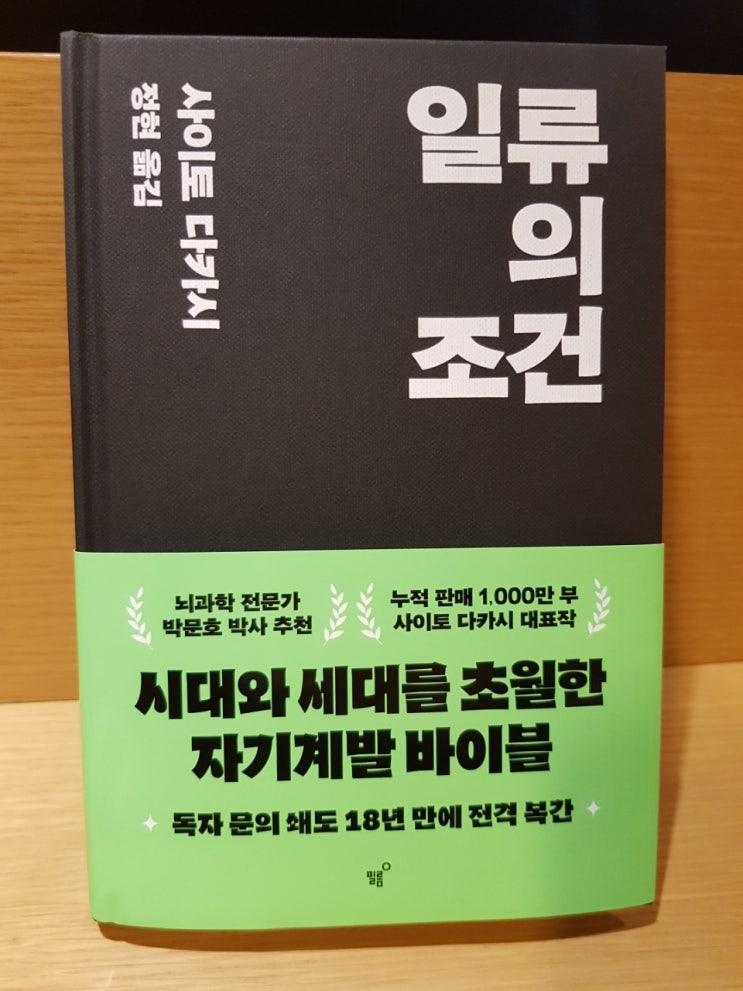 일류
의
조건
사이토 다카시
정현 옮김
뇌과학 전문가
박문호 박사 추천
누적 판매 1,000만 부
사이토 다카시 대표작
시대와 세대를 초월한
자기계발 바이블
독자 문의 쇄도 18년 만에 전격 복간
필름